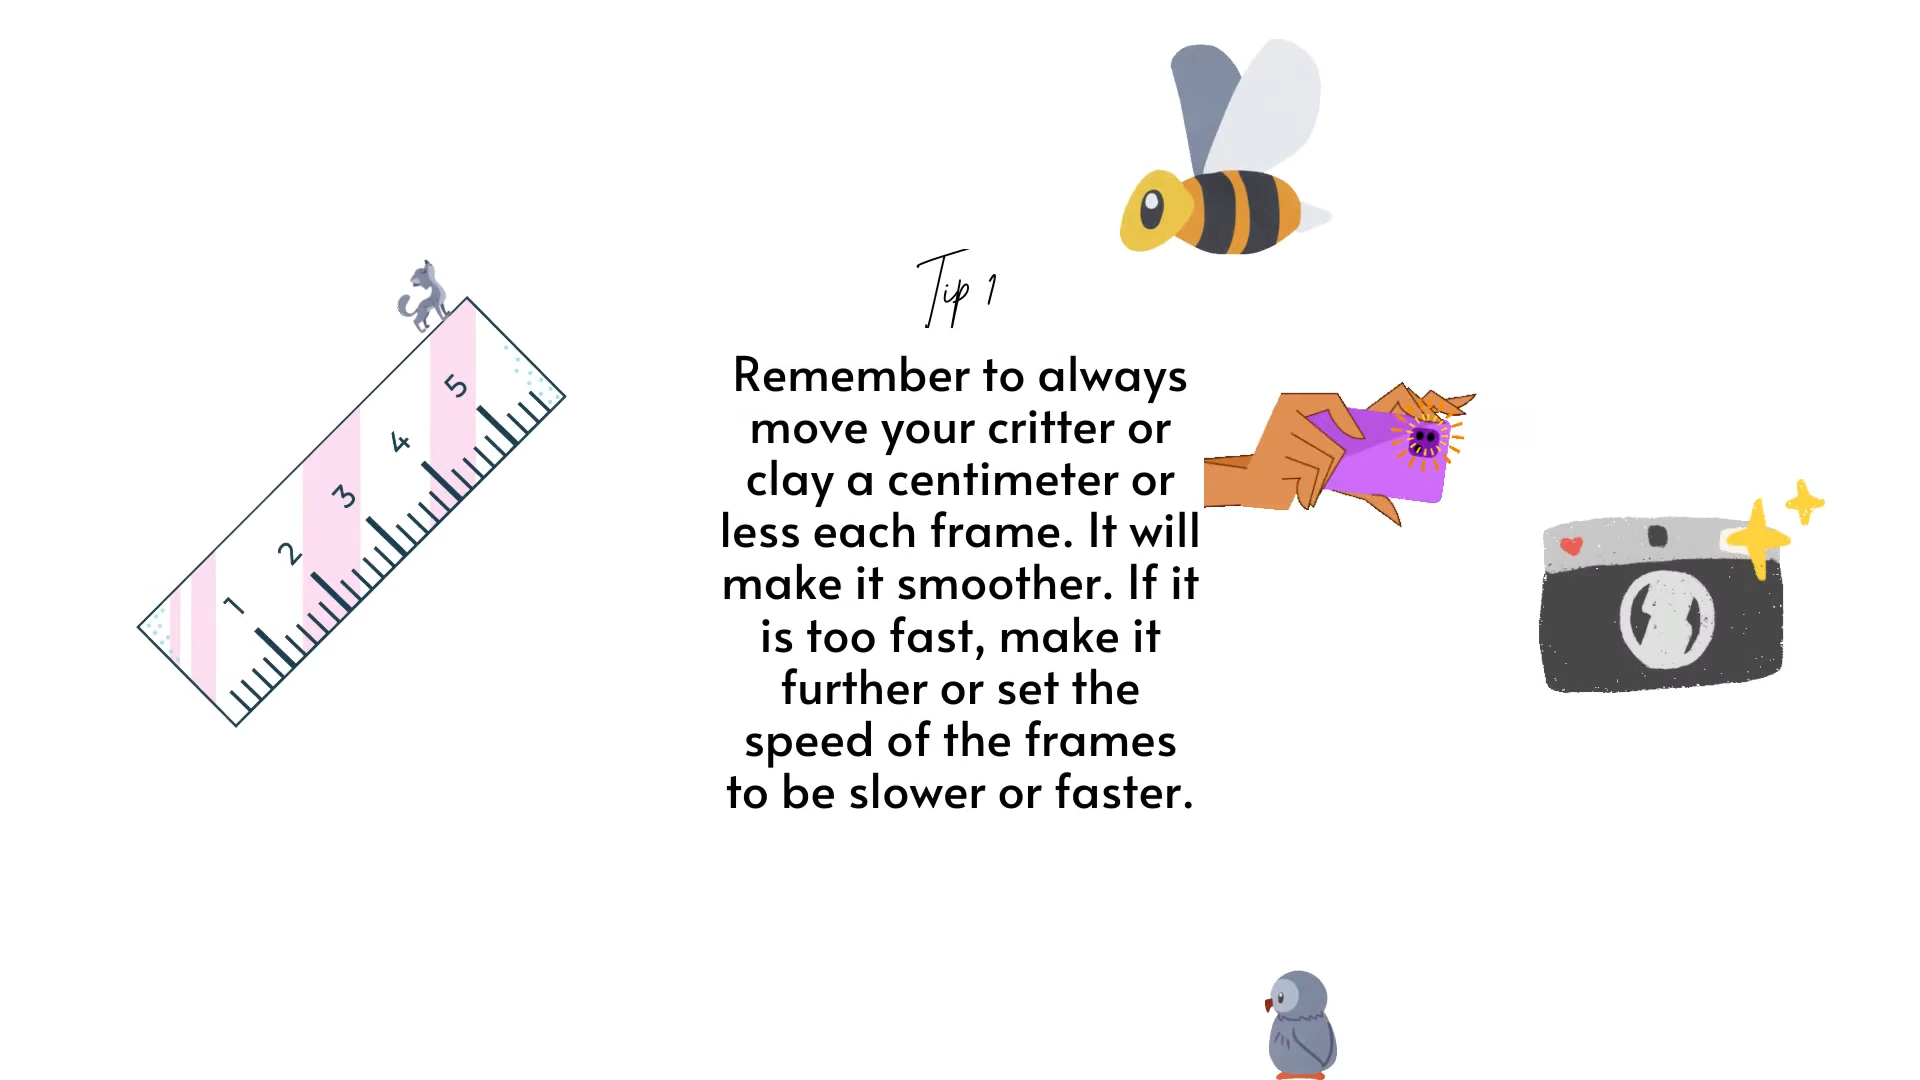 Tip 1
Remember to always
move your critter or
clay a centimeter or
less each frame. It will
make it smoother. If it
is too fast, make it
further or set the
speed of the frames
to be slower or faster.
1
2
3
4
5